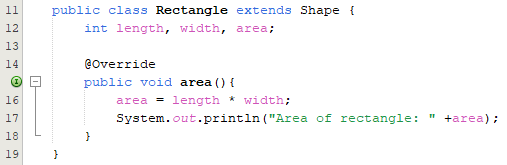 11 public class Rectangle extends Shape {
12 int length, width, area;
13
14 @Override
public void area(){
16 area = length * width;
17 System.out.println("Area of rectangle: " +area);
18 }
19 }